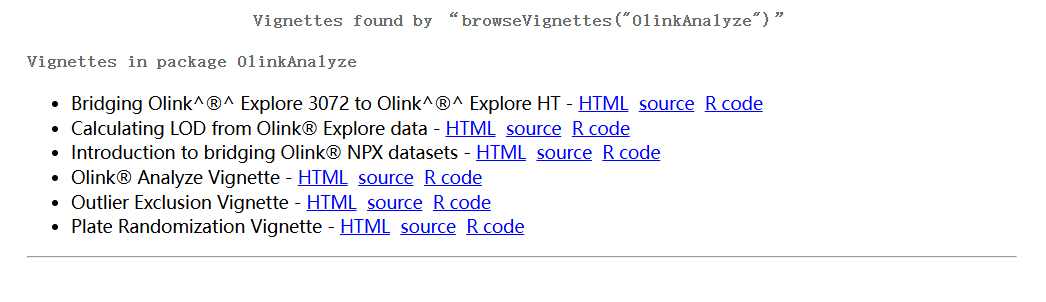 Vignettes found by “browseVignettes("OlinkAnalyze")”
Vignettes in package OlinkAnalyze
• Bridging Olink^®^ Explore 3072 to Olink^®^ Explore HT - HTML source R code
• Calculating LOD from Olink® Explore data - HTML source R code
• Introduction to bridging Olink® NPX datasets - HTML source R code
• Olink® Analyze Vignette - HTML source R code
• Outlier Exclusion Vignette - HTML source R code
• Plate Randomization Vignette - HTML source R code